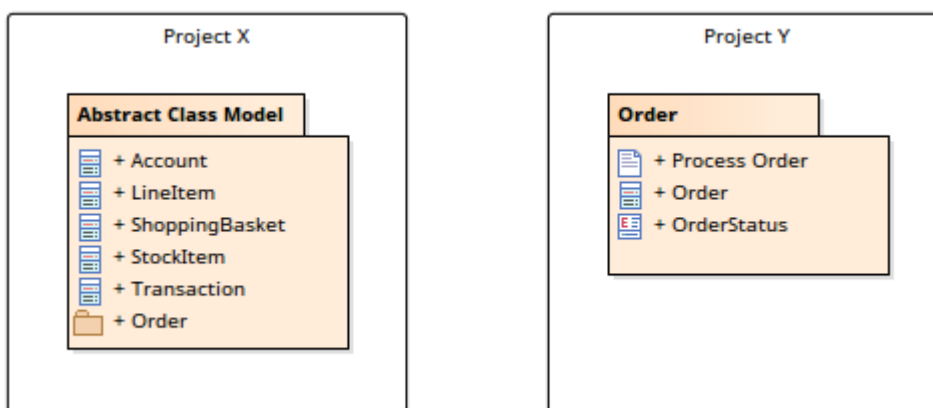 Project X
Abstract Class Model
+ Account
+ LineItem
+ ShoppingBasket
+ StockItem
+ Transaction
+ Order
Project Y
Order
+ Process Order
+ Order
E
+ OrderStatus